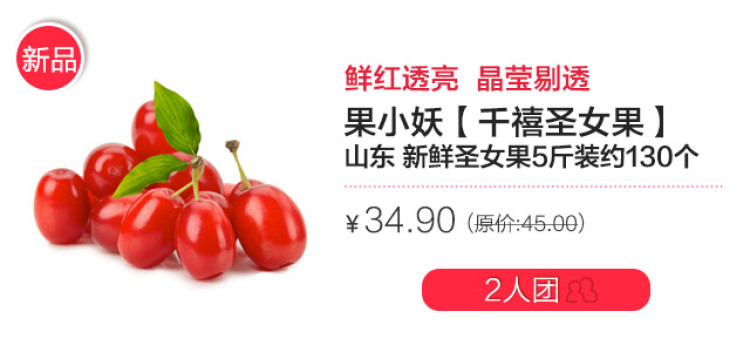 新品
鲜红透亮 晶莹剔透
果小妖【千禧圣女果】
山东 新鲜圣女果5斤装约130个
¥34.90（原价:45.00）
2人团